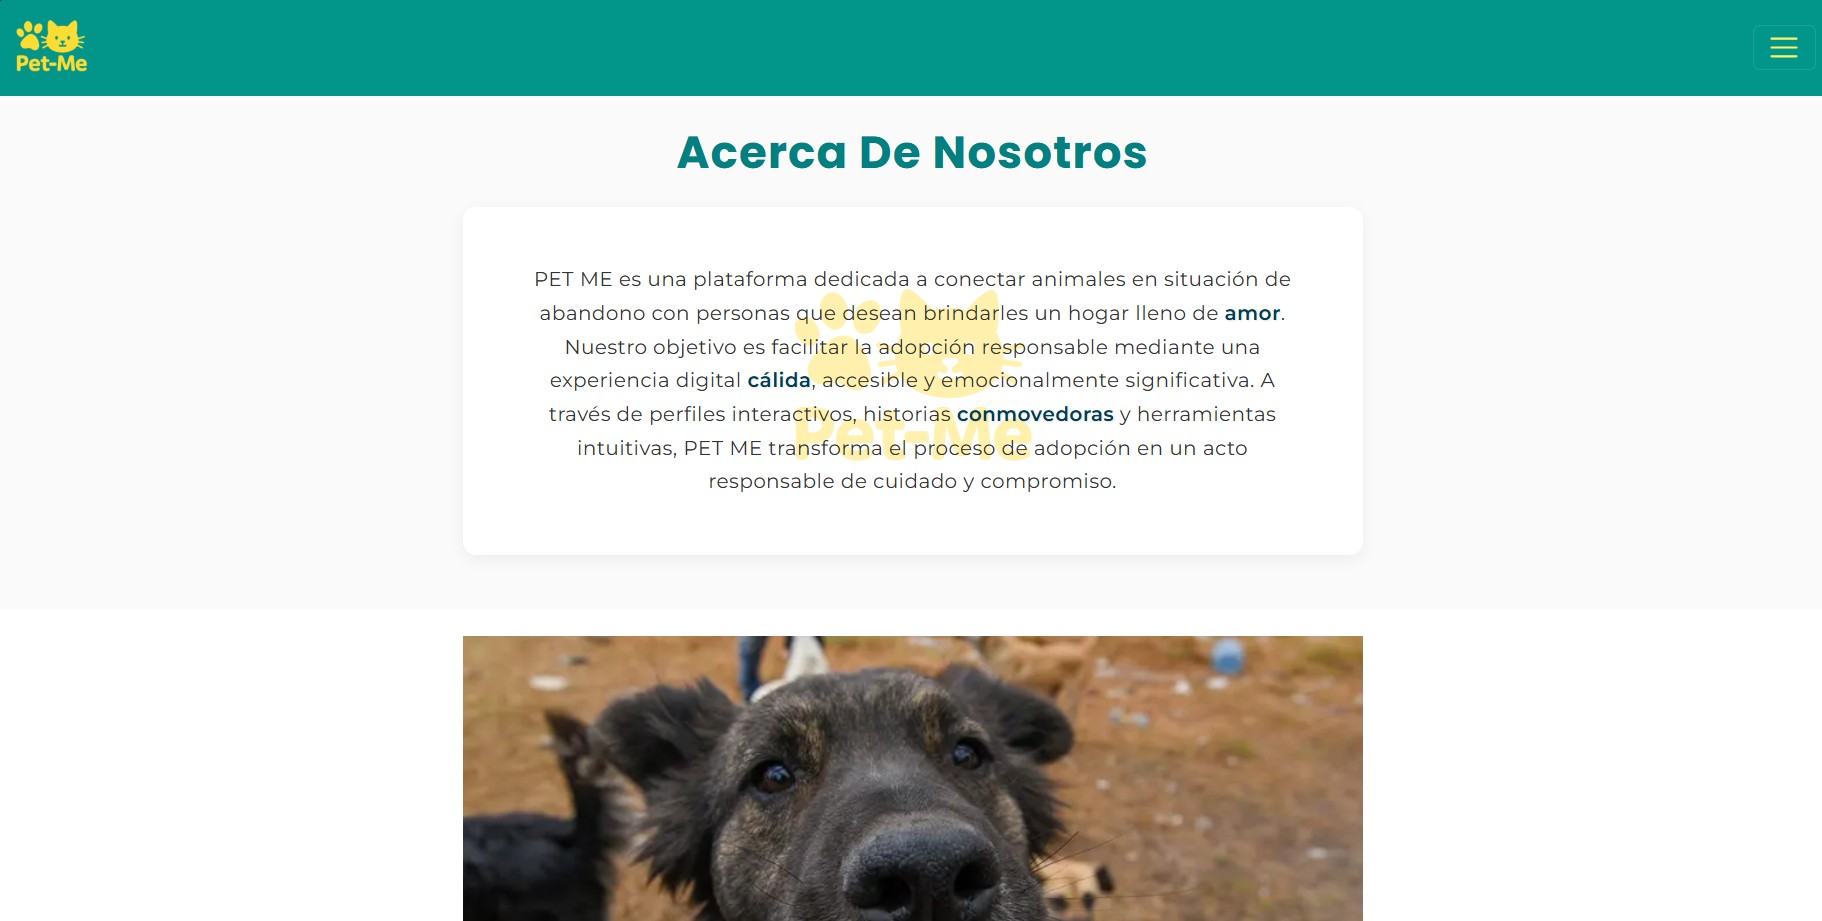 Pet-Me
Acerca De Nosotros
PET ME es una plataforma dedicada a conectar animales en situación de
abandono con personas que desean brindarles un hogar lleno de amor.
Nuestro objetivo es facilitar la adopción responsable mediante una
experiencia digital cálida, accesible y emocionalmente significativa. A
través de perfiles interactivos, historias conmovedoras y herramientas
intuitivas, PET ME transforma el proceso de adopción en un acto
responsable de cuidado y compromiso.
Pet-Me